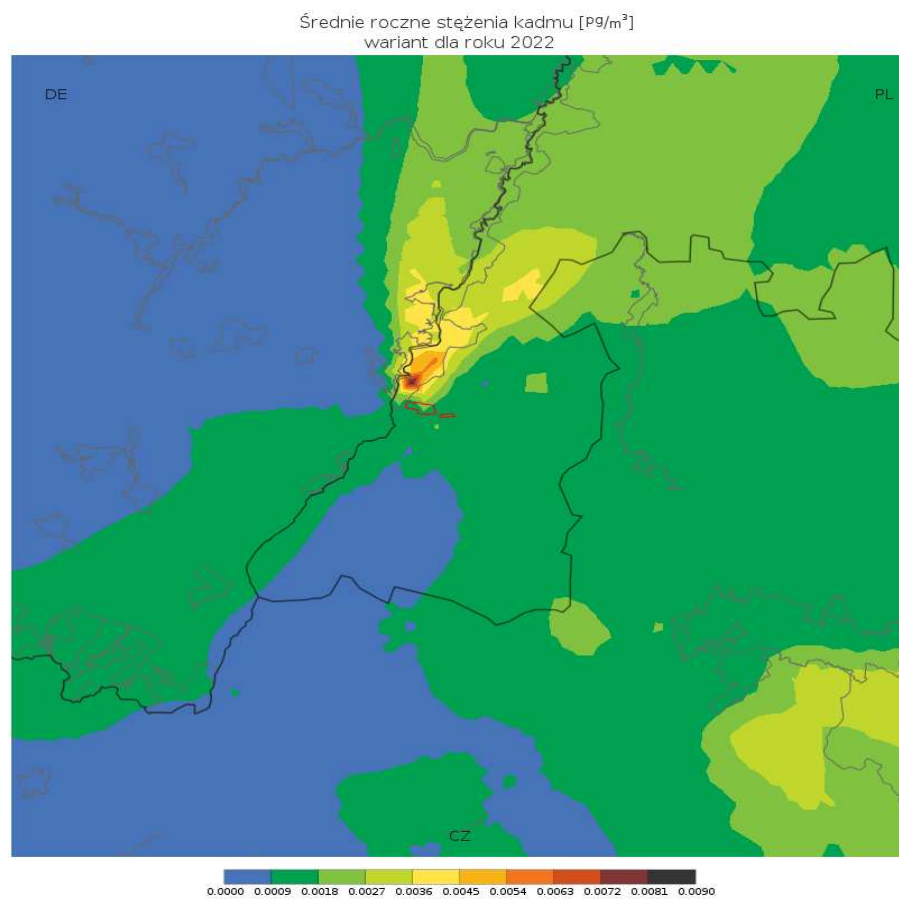 Średnie roczne stężenia kadmu [pg/m³]
wariant dla roku 2022
DE
PL
CZ
0.0000 0.0009 0.0018 0.0027 0.0036 0.0045 0.0054 0.0063 0.0072 0.0081 0.0090